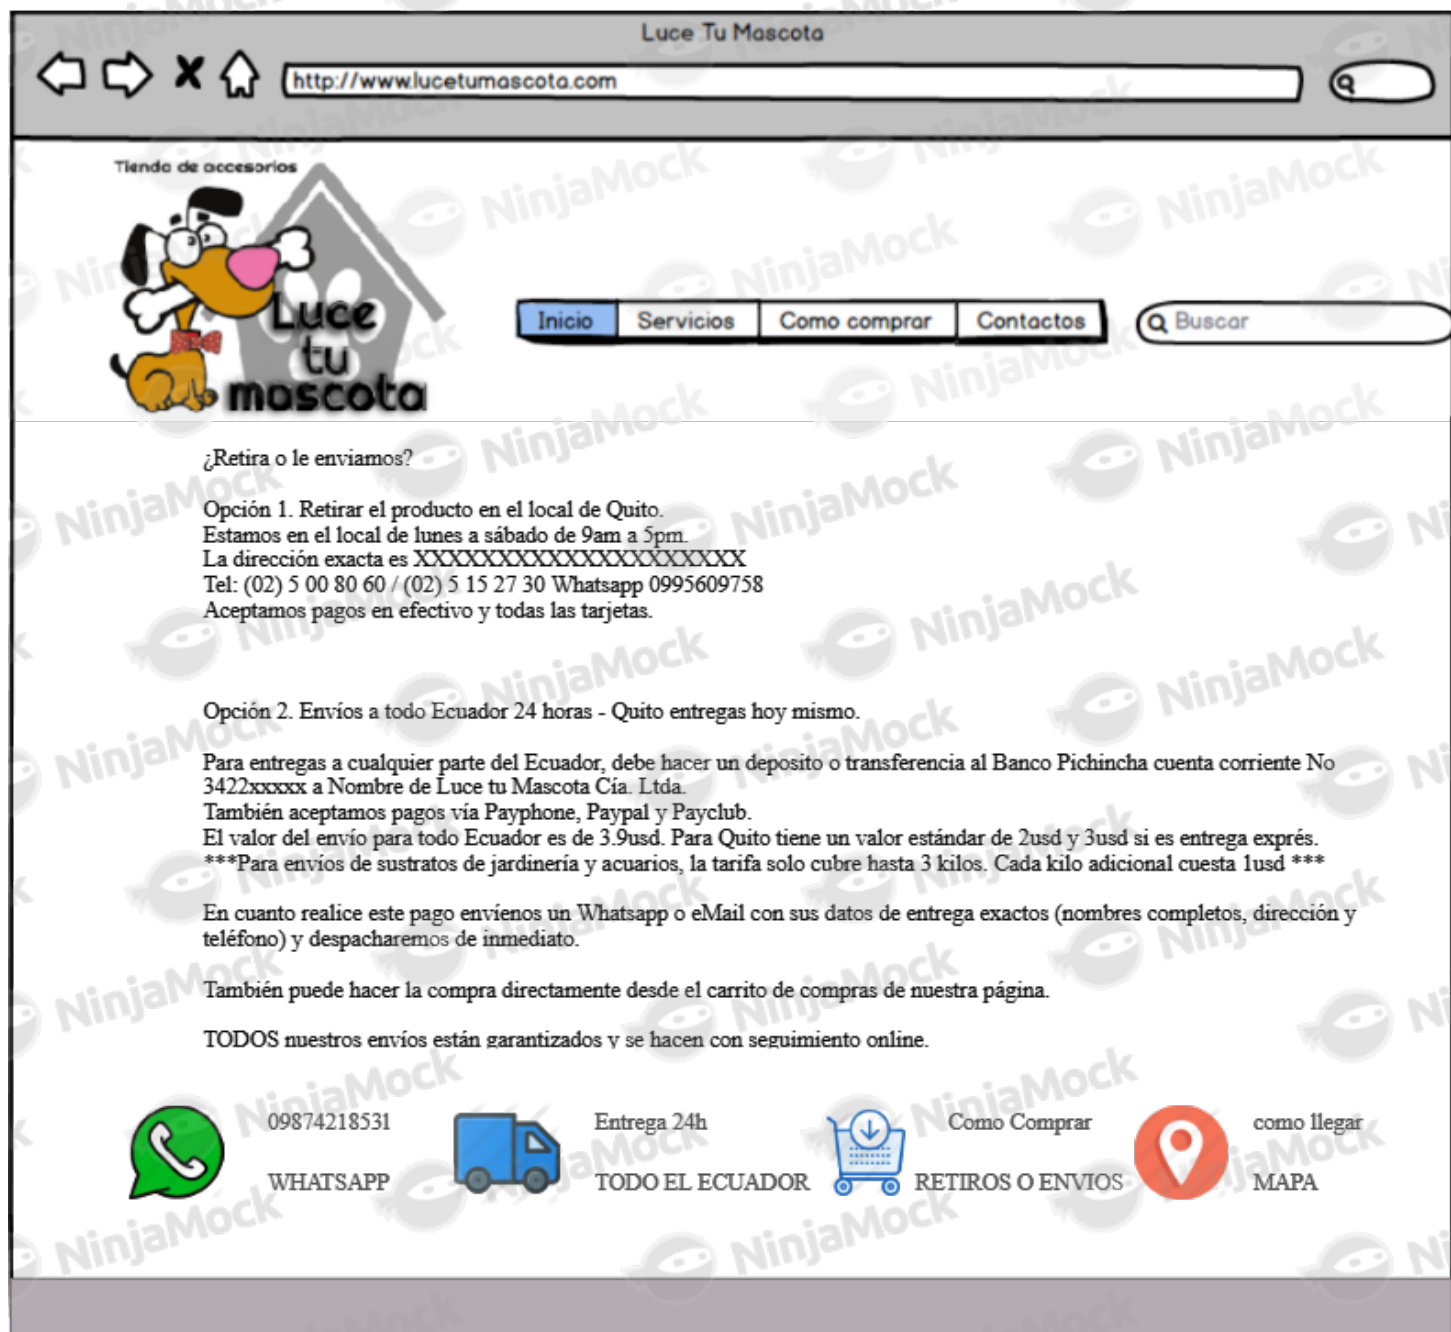 Luce Tu Mascota
http://www.lucetumascota.com
Tienda de accesorios
Luce
tu
mascota
Inicio
Servicios
Como comprar
Contactos
Buscar
¿Retira o le enviamos?
Opción 1. Retirar el producto en el local de Quito.
Estamos en el local de lunes a sábado de 9am a 5pm.
La dirección exacta es XXXXXXXXXXXXXXXXXXXXXXX
Tel: (02) 5 00 80 60 / (02) 5 15 27 30 Whatsapp 0995609758
Aceptamos pagos en efectivo y todas las tarjetas.
Opción 2. Envíos a todo Ecuador 24 horas - Quito entregas hoy mismo.
Para entregas a cualquier parte del Ecuador, debe hacer un deposito o transferencia al Banco Pichincha cuenta corriente No
3422xxxxx a Nombre de Luce tu Mascota Cía. Ltda.
También aceptamos pagos vía Payphone, Paypal y Payclub.
El valor del envío para todo Ecuador es de 3.9usd. Para Quito tiene un valor estándar de 2usd y 3usd si es entrega exprés.
***Para envíos de sustratos de jardinería y acuarios, la tarifa solo cubre hasta 3 kilos. Cada kilo adicional cuesta 1usd ***
En cuanto realice este pago envíenos un Whatsapp o eMail con sus datos de entrega exactos (nombres completos, dirección y
teléfono) y despacharemos de inmediato.
También puede hacer la compra directamente desde el carrito de compras de nuestra página.
TODOS nuestros envíos están garantizados y se hacen con seguimiento online.
09874218531
WHATSAPP
Entrega 24h
TODO EL ECUADOR
Como Comprar
RETIROS O ENVIOS
como llegar
MAPA
NinjaMock